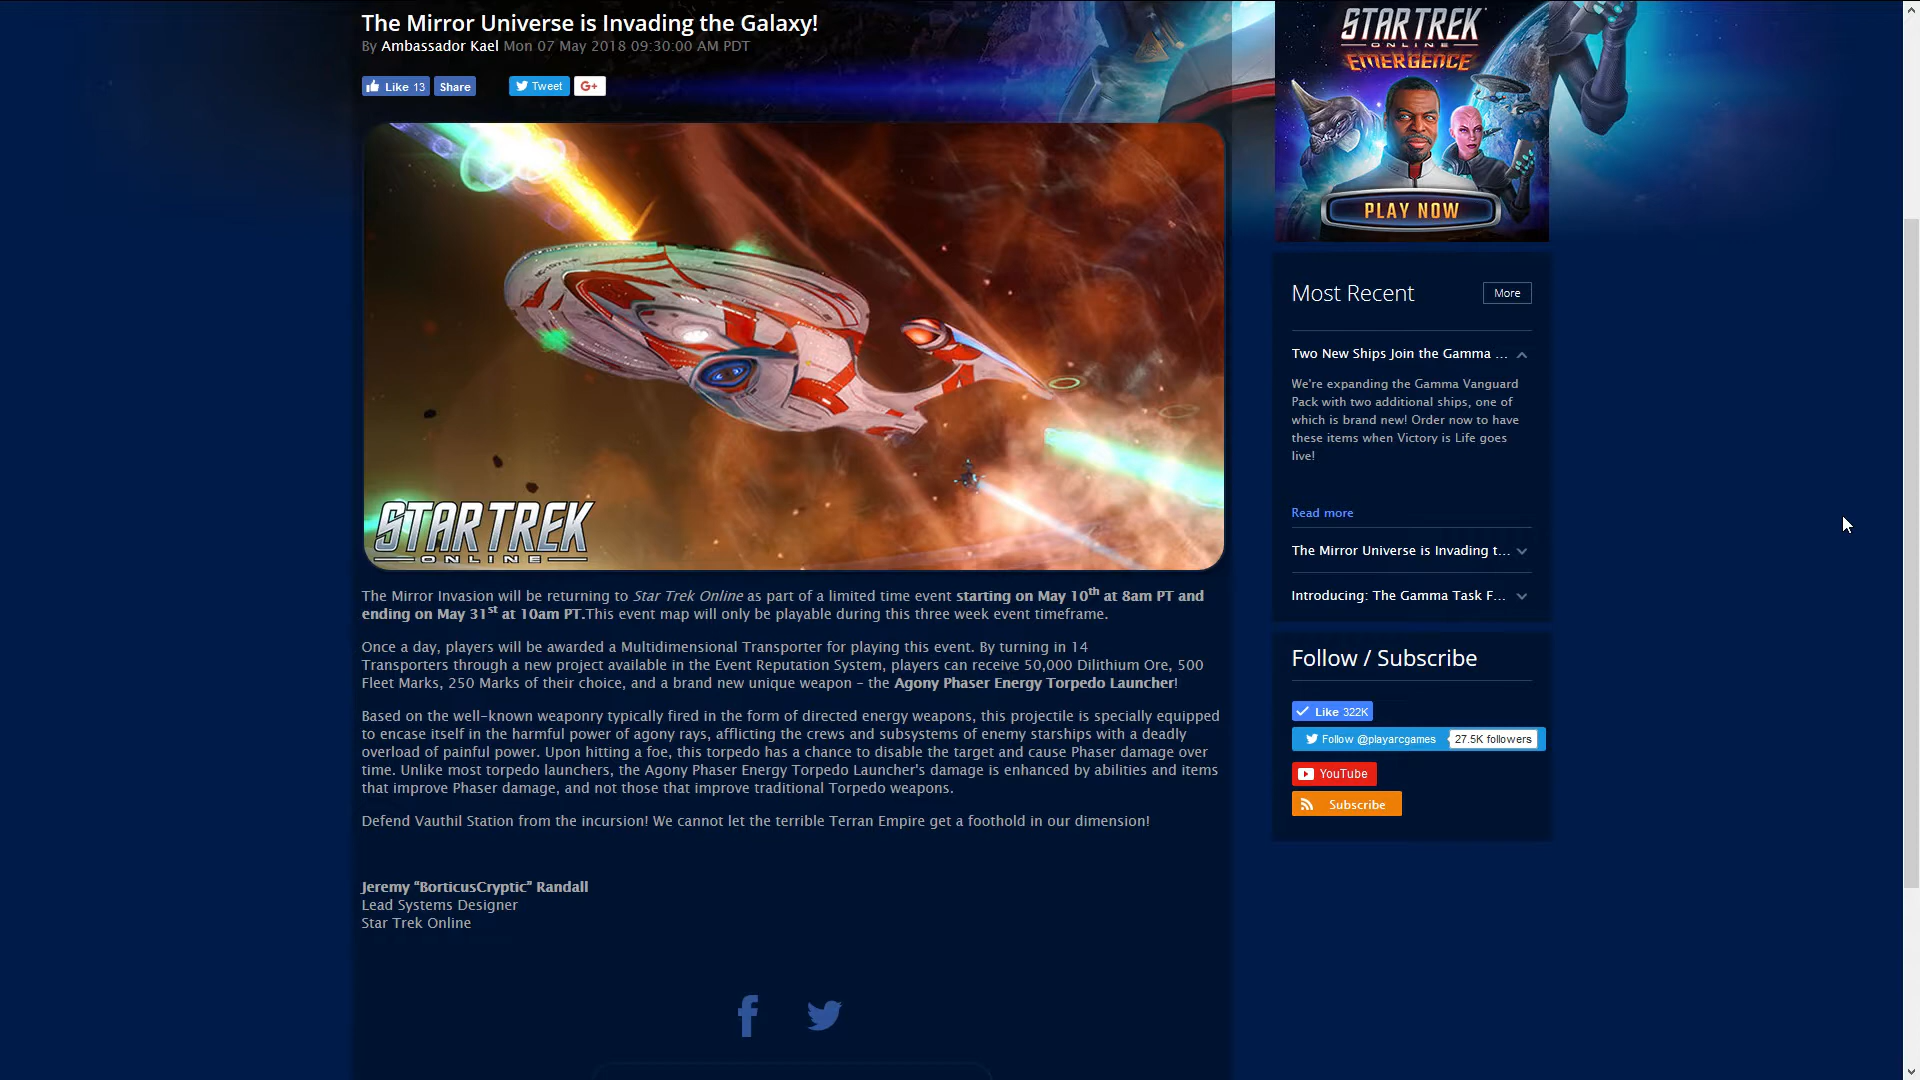 The Mirror Universe is Invading the Galaxy!
By Ambassador Kael Mon 07 May 2018 09:30:00 AM PDT
Like 13
Share
Tweet
G+
STAR TREK
ONLINE
The Mirror Invasion will be returning to Star Trek Online as part of a limited time event starting on May 10th at 8am PT and
ending on May 31st at 10am PT.This event map will only be playable during this three week event timeframe.
Once a day, players will be awarded a Multidimensional Transporter for playing this event. By turning in 14
Transporters through a new project available in the Event Reputation System, players can receive 50,000 Dilithium Ore, 500
Fleet Marks, 250 Marks of their choice, and a brand new unique weapon – the Agony Phaser Energy Torpedo Launcher!
Based on the well-known weaponry typically fired in the form of directed energy weapons, this projectile is specially equipped
to encase itself in the harmful power of agony rays, afflicting the crews and subsystems of enemy starships with a deadly
overload of painful power. Upon hitting a foe, this torpedo has a chance to disable the target and cause Phaser damage over
time. Unlike most torpedo launchers, the Agony Phaser Energy Torpedo Launcher's damage is enhanced by abilities and items
that improve Phaser damage, and not those that improve traditional Torpedo weapons.
Defend Vauthil Station from the incursion! We cannot let the terrible Terran Empire get a foothold in our dimension!
Jeremy “BorticusCryptic” Randall
Lead Systems Designer
Star Trek Online
STAR TREK
ONLINE
EMERGENCE
PLAY NOW
Most Recent
More
Two New Ships Join the Gamma ...
We're expanding the Gamma Vanguard
Pack with two additional ships, one of
which is brand new! Order now to have
these items when Victory is Life goes
live!
Read more
The Mirror Universe is Invading t...
Introducing: The Gamma Task F...
Follow / Subscribe
Like 322K
Follow @playarcgames
27.5K followers
YouTube
Subscribe